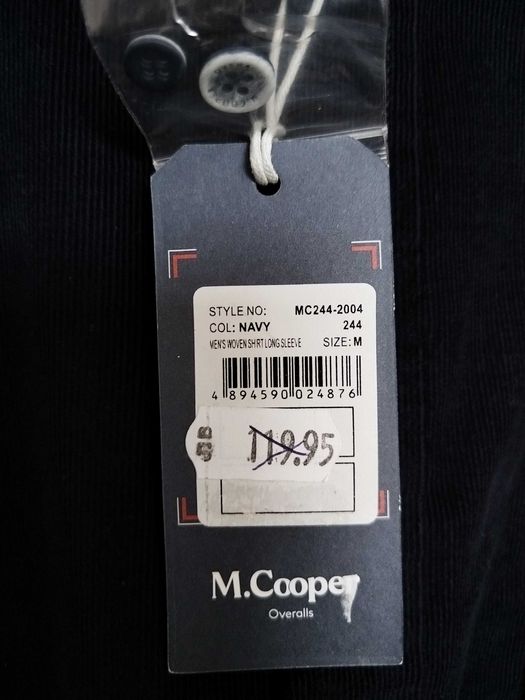 STYLE NO: MC244-2004
COL: NAVY 244
MEN'S WOVEN SHIRT LONG SLEEVE SIZE: M
4 894590 024876
119.95
M.Cooper
Overalls